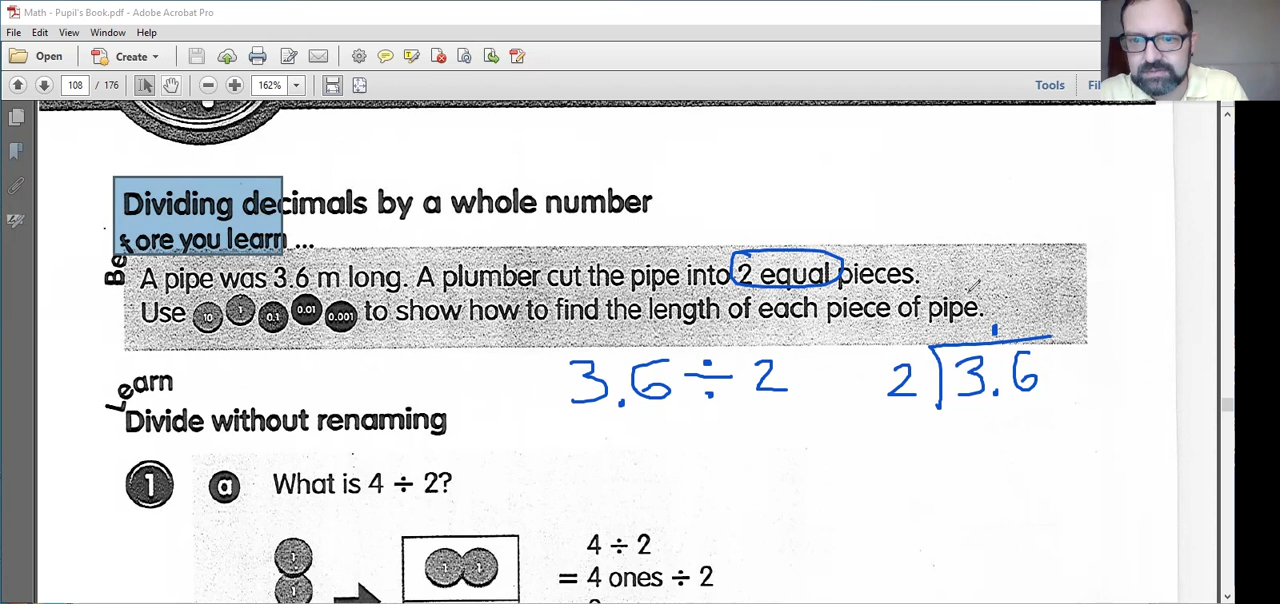 Math - Pupil's Book.pdf - Adobe Acrobat Pro
File Edit View Window Help
Open Create
108 / 176 162% Tools
Dividing decimals by a whole number
Before you learn ...
A pipe was 3.6 m long. A plumber cut the pipe into 2 equal pieces.
Use 10 1 0.1 0.01 0.001 to show how to find the length of each piece of pipe.
3.6 ÷ 2 2)3.6
Learn
Divide without renaming
1 a What is 4 ÷ 2?
1 1 1 4 ÷ 2
1 = 4 ones ÷ 2